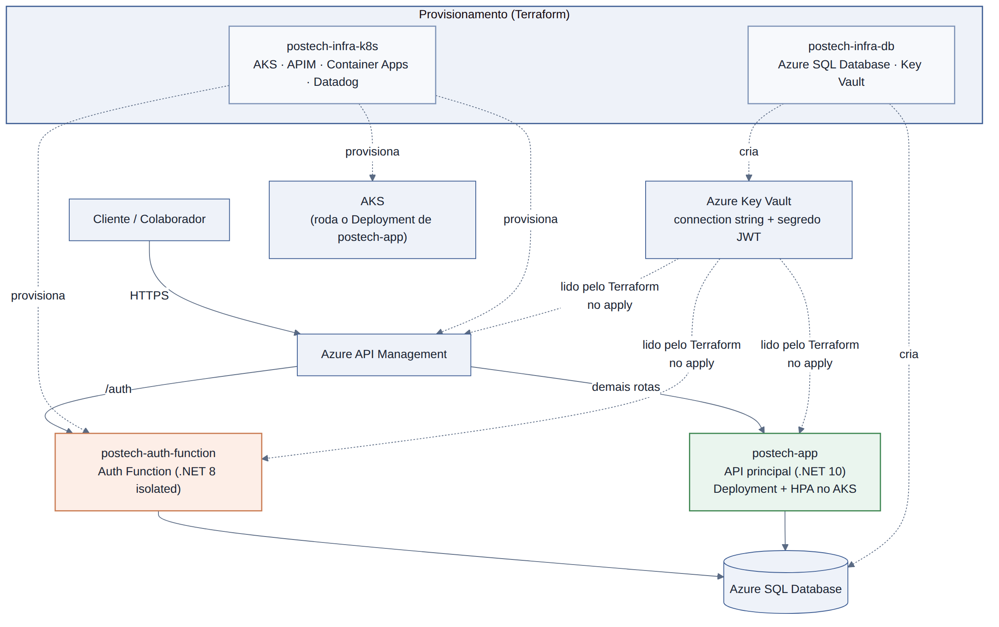 Provisionamento (Terraform)
postech-infra-k8s
AKS · APIM · Container Apps
· Datadog
postech-infra-db
Azure SQL Database · Key
Vault
provisiona
cria
Cliente / Colaborador
AKS
(roda o Deployment de
postech-app)
provisiona
Azure Key Vault
connection string + segredo
JWT
provisiona
HTTPS
lido pelo Terraform
no apply
Azure API Management
lido pelo Terraform
no apply
lido pelo Terraform
no apply
cria
/auth
demais rotas
postech-auth-function
Auth Function (.NET 8
isolated)
postech-app
API principal (.NET 10)
Deployment + HPA no AKS
Azure SQL Database